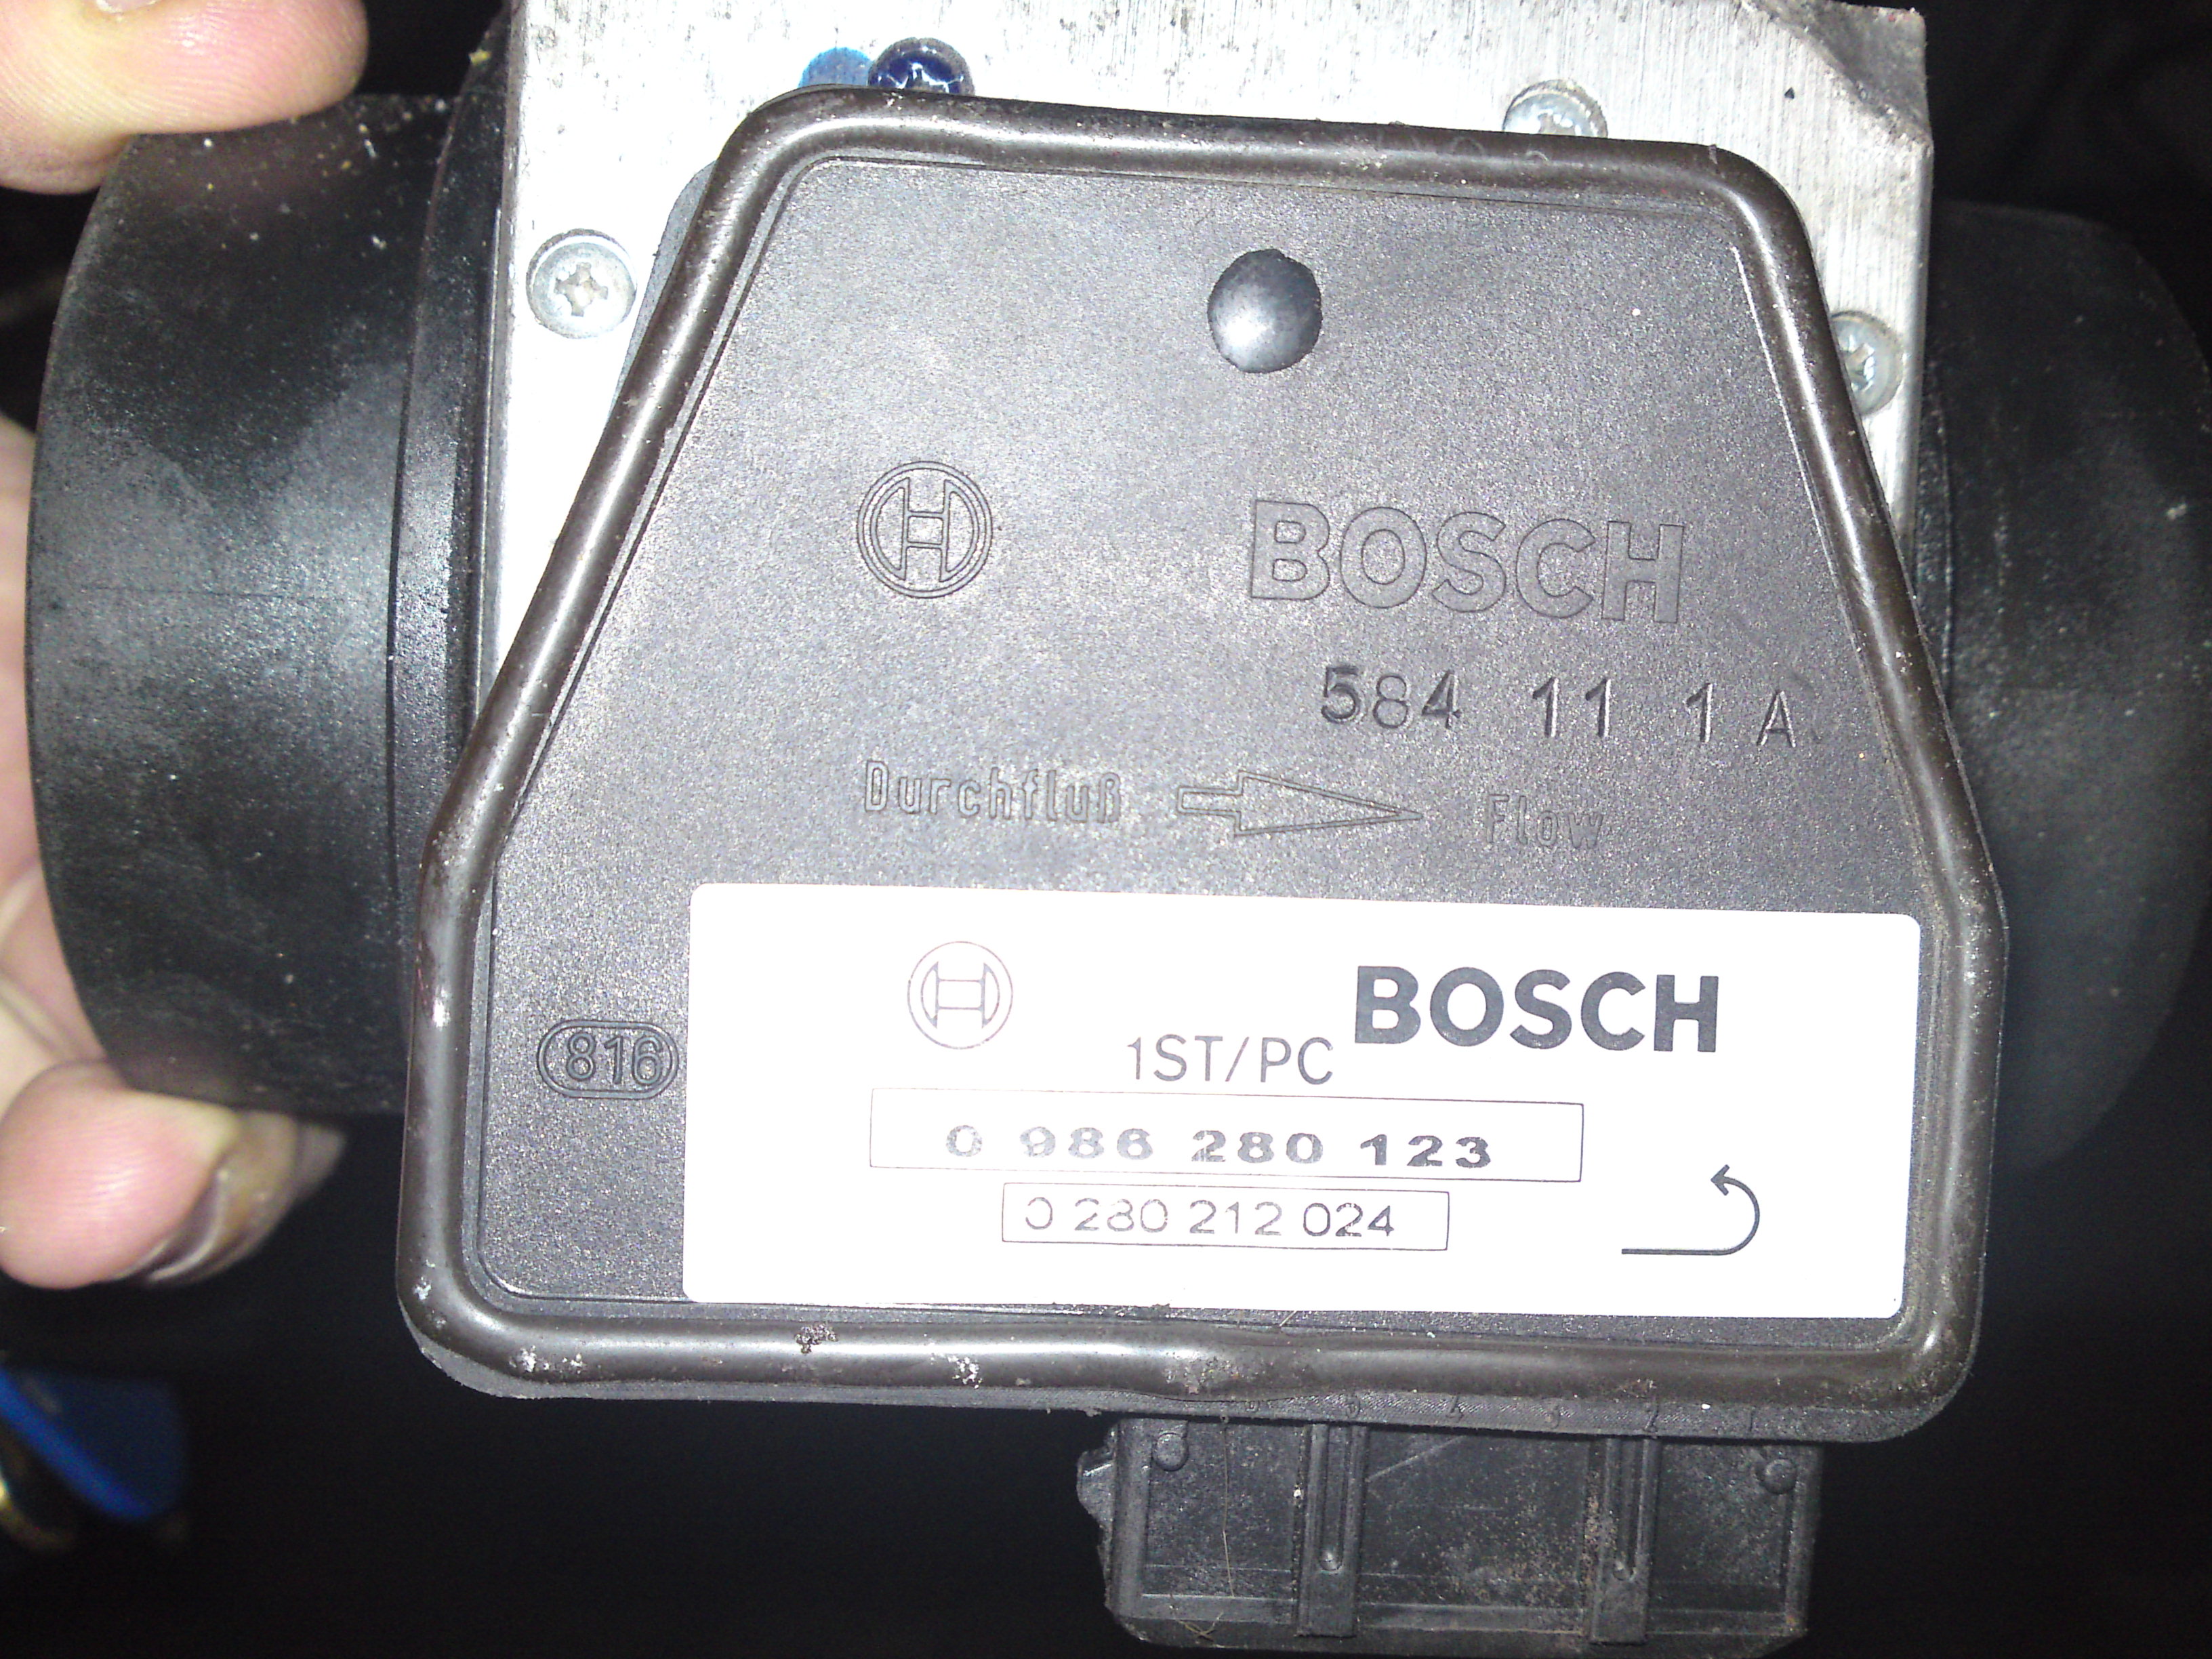 BOSCH
584 11 1 A
Durchfluß Flow
BOSCH
1ST/PC
816
0 986 280 123
0 280 212 024